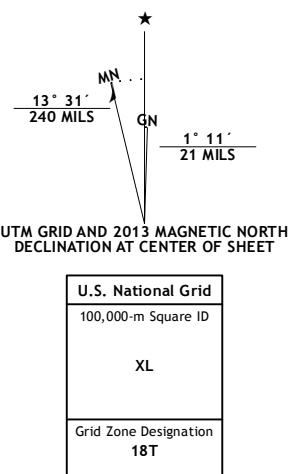 ★
MN
13° 31´
240 MILS
GN
1° 11´
21 MILS
UTM GRID AND 2013 MAGNETIC NORTH
DECLINATION AT CENTER OF SHEET
U.S. National Grid
100,000-m Square ID
XL
Grid Zone Designation
18T